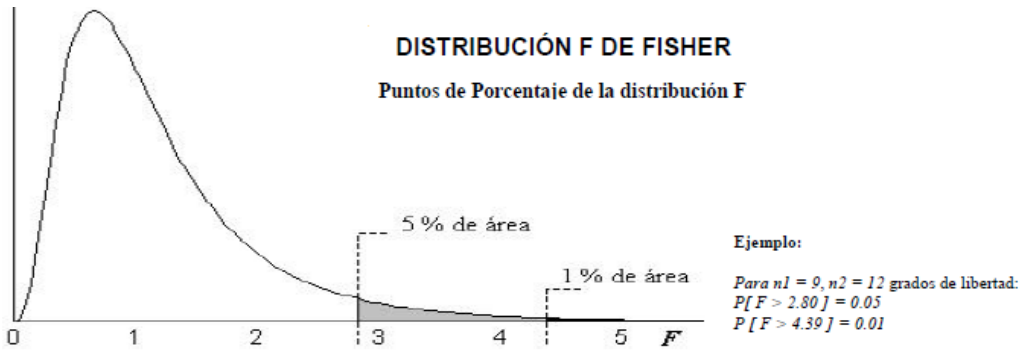 DISTRIBUCIÓN F DE FISHER
Puntos de Porcentaje de la distribución F
5 % de área
1 % de área
Ejemplo:
Para n1 = 9, n2 = 12 grados de libertad:
P[ F > 2.80 ] = 0.05
P [ F > 4.39 ] = 0.01
0 1 2 3 4 F 5